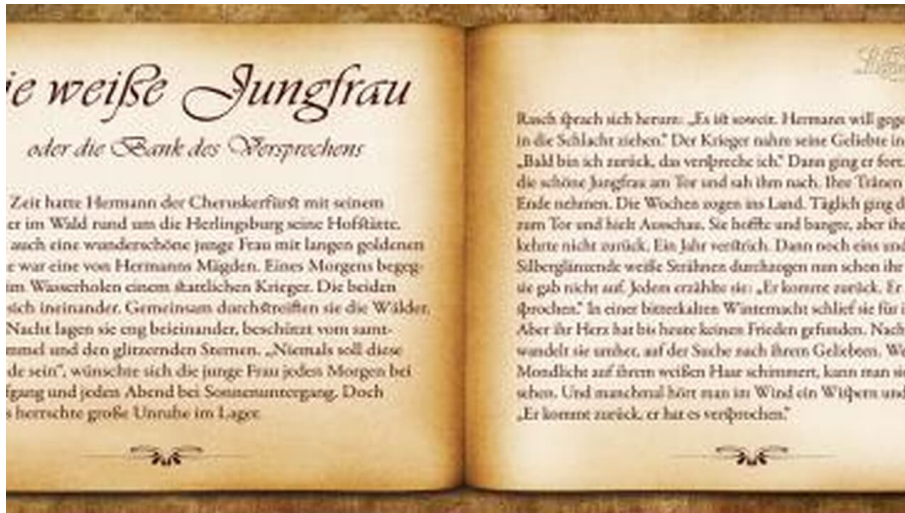 ie weiße Jungfrau
oder die Bank des Versprechens
Zeit hatte Hermann der Cheruskerfürst mit seinem
er im Wald rund um die Herlingsburg seine Hofstätte.
auch eine wunderschöne junge Frau mit langen goldenen
e war eine von Hermanns Mägden. Eines Morgens begeg-
im Wasserholen einem stattlichen Krieger. Die beiden
sich ineinander. Gemeinsam durchstreiften sie die Wälder.
Nacht lagen sie eng beieinander, beschützt vom samt-
mmel und den glitzernden Sternen. „Niemals soll diese
de sein“, wünschte sich die junge Frau jeden Morgen bei
fgang und jeden Abend bei Sonnenuntergang. Doch
s herrschte große Unruhe im Lager.
Rasch sprach sich herum: „Es ist soweit. Hermann will gege
in die Schlacht ziehen.“ Der Krieger nahm seine Geliebte in
„Bald bin ich zurück, das verspreche ich.“ Dann ging er fort.
die schöne Jungfrau am Tor und sah ihm nach. Ihre Tränen
Ende nehmen. Die Wochen zogen ins Land. Täglich ging d
zum Tor und hielt Ausschau. Sie hoffte und bangte, aber ihr
kehrte nicht zurück. Ein Jahr verstrich. Dann noch eins und
Silberglänzende weiße Strähnen durchzogen nun schon ihr
sie gab nicht auf. Jedem erzählte sie: „Er kommt zurück. Er
sprochen.“ In einer bitterkalten Winternacht schlief sie für i
Aber ihr Herz hat bis heute keinen Frieden gefunden. Nach
wandelt sie umher, auf der Suche nach ihrem Geliebten. We
Mondlicht auf ihrem weißen Haar schimmert, kann man sie
sehen. Und manchmal hört man im Wind ein Wispern und
„Er kommt zurück, er hat es versprochen.“